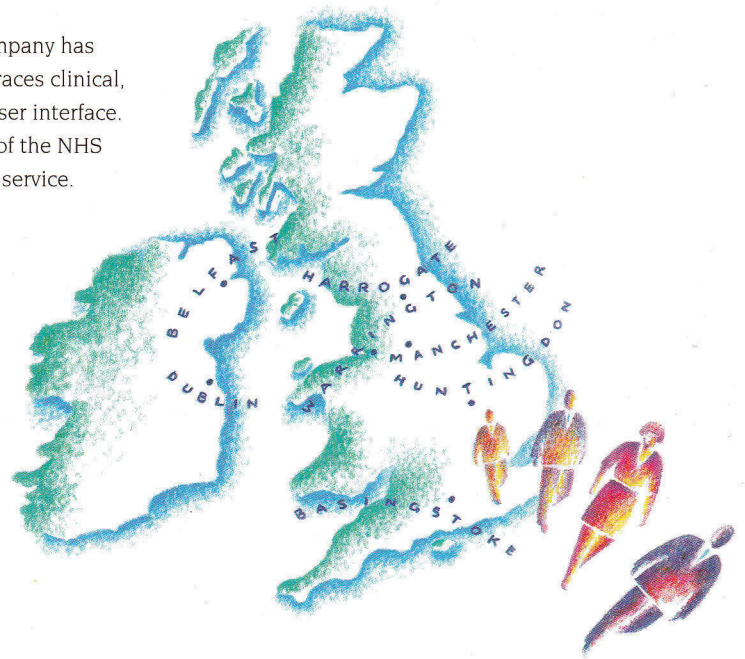 mpany has
races clinical,
ser interface.
of the NHS
service.
BELFAST
HARROGATE
WARRINGTON
MANCHESTER
HUNTINGDON
DUBLIN
BASINGSTOKE